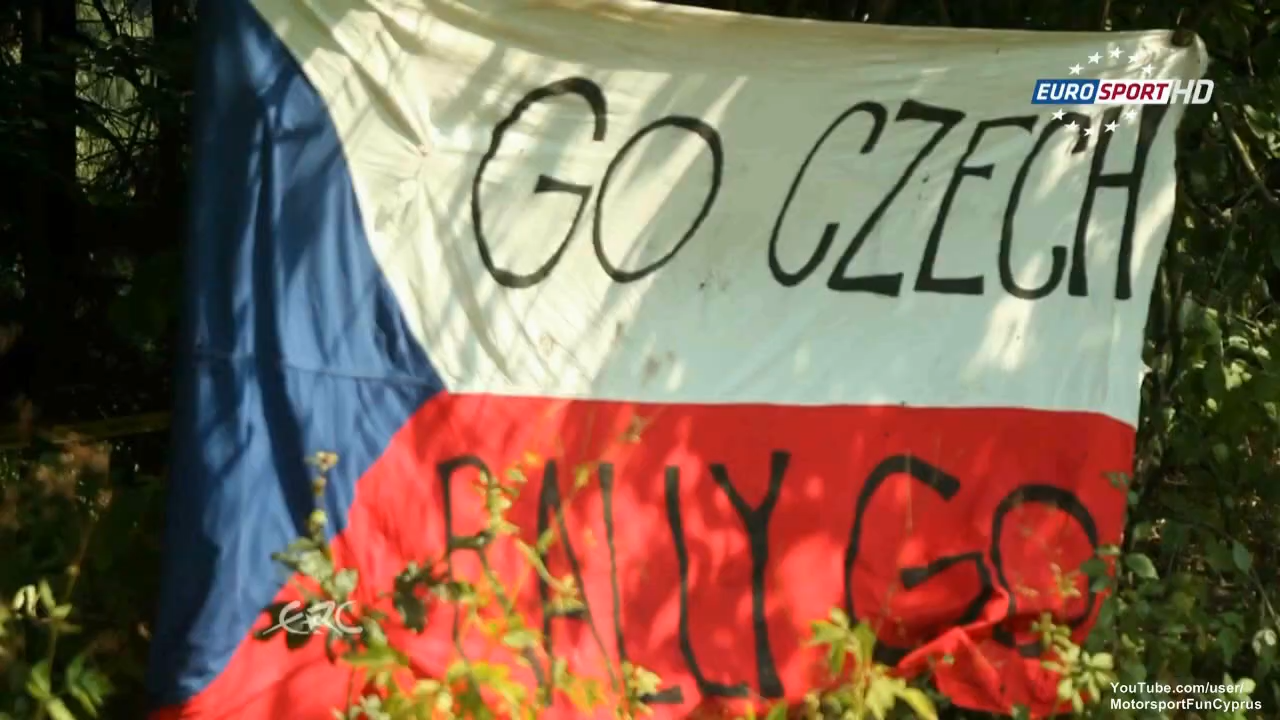 EUROSPORT HD
GO CZECH
RALLY GO
ERC
YouTube.com/user/
MotorsportFunCyprus